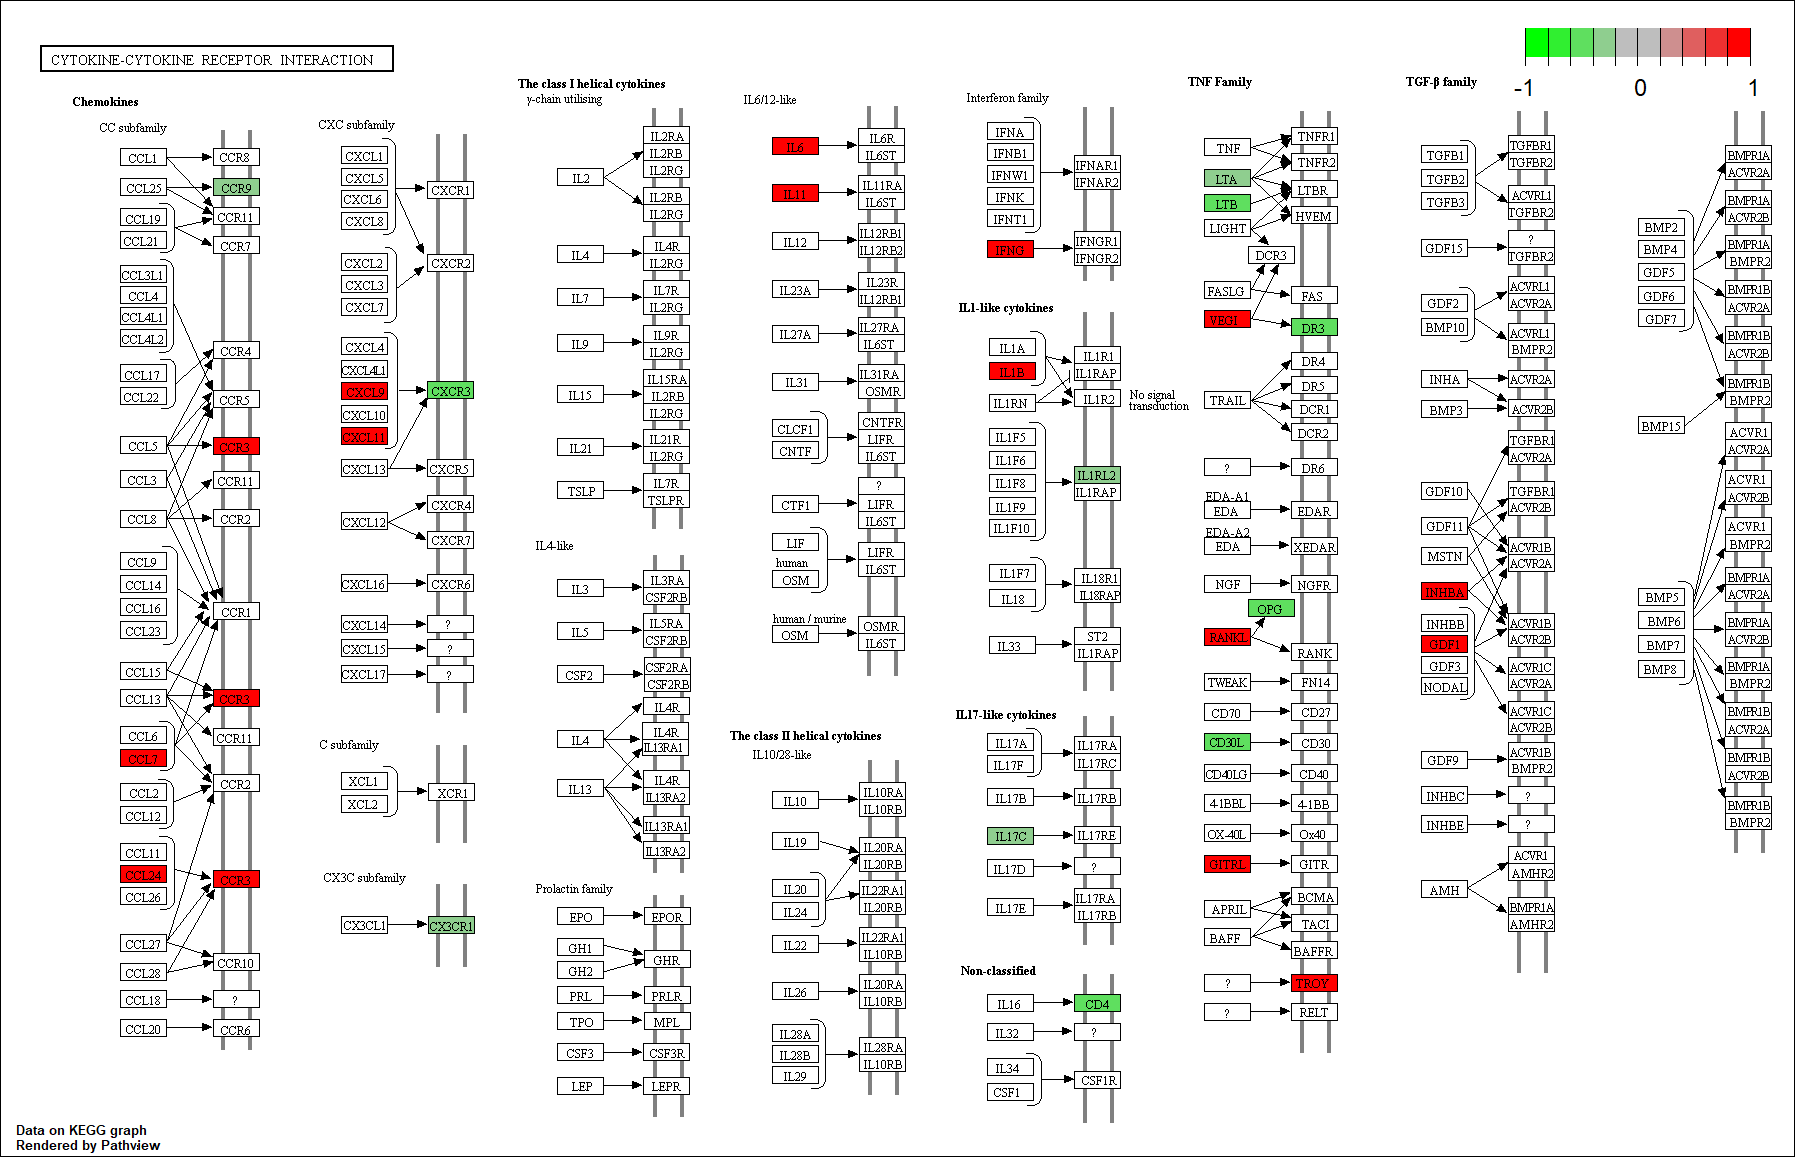 CYTOKINE-CYTOKINE RECEPTOR INTERACTION
-1
0
1
Chemokines
CC subfamily
CCL1
CCR8
CCL25
CCR9
CCL19
CCR11
CCL21
CCR7
CCL3L1
CCL4
CCL4L1
CCL4L2
CCR4
CCL17
CCL22
CCR5
CCL5
CCR3
CCL3
CCR11
CCL8
CCR2
CCL9
CCL14
CCL16
CCL23
CCR1
CCL15
CCL13
CCR3
CCL6
CCR11
CCL7
CCR2
CCL2
CCL12
CCL11
CCL24
CCR3
CCL26
CCL27
CCR10
CCL28
CCL18
?
CCL20
CCR6
CXC subfamily
CXCL1
CXCL5
CXCR1
CXCL6
CXCL8
CXCL2
CXCR2
CXCL3
CXCL7
CXCL4
CXCL4L1
CXCL9
CXCR3
CXCL10
CXCL11
CXCL13
CXCR5
CXCR4
CXCL12
CXCR7
CXCL16
CXCR6
CXCL14
?
CXCL15
?
CXCL17
?
C subfamily
XCL1
XCL2
XCR1
CX3C subfamily
CX3CL1
CX3CR1
The class I helical cytokines
γ-chain utilising
IL2RA
IL2RB
IL2RG
IL2
IL2RB
IL2RG
IL4
IL4R
IL2RG
IL7
IL7R
IL2RG
IL9
IL9R
IL2RG
IL15
IL15RA
IL2RB
IL2RG
IL21
IL21R
IL2RG
TSLP
IL7R
TSLPR
IL4-like
IL3
IL3RA
CSF2RB
IL5
IL5RA
CSF2RB
CSF2
CSF2RA
CSF2RB
IL4R
IL4
IL4R
IL13RA1
IL13
IL4R
IL13RA2
IL13RA1
IL13RA2
Prolactin family
EPO
EPOR
GH1
GH2
GHR
PRL
PRLR
TPO
MPL
CSF3
CSF3R
LEP
LEPR
IL6/12-like
IL6
IL6R
IL6ST
IL11
IL11RA
IL6ST
IL12
IL12RB1
IL12RB2
IL23A
IL23R
IL12RB1
IL27A
IL27RA
IL6ST
IL31
IL31RA
OSMR
CLCF1
CNTF
CNTFR
LIFR
IL6ST
CTF1
?
LIFR
IL6ST
LIF
human
OSM
LIFR
IL6ST
human / murine
OSM
OSMR
IL6ST
The class II helical cytokines
IL10/28-like
IL10
IL10RA
IL10RB
IL19
IL20RA
IL20RB
IL20
IL24
IL22RA1
IL20RB
IL22
IL22RA1
IL10RB
IL26
IL20RA
IL10RB
IL28A
IL28B
IL29
IL28RA
IL10RB
Interferon family
IFNA
IFNB1
IFNW1
IFNK
IFNT1
IFNAR1
IFNAR2
IFNG
IFNGR1
IFNGR2
IL1-like cytokines
IL1A
IL1B
IL1R1
IL1RAP
IL1RN
IL1R2
No signal
transduction
IL1F5
IL1F6
IL1F8
IL1F9
IL1F10
IL1RL2
IL1RAP
IL1F7
IL18
IL18R1
IL18RAP
IL33
ST2
IL1RAP
IL17-like cytokines
IL17A
IL17F
IL17RA
IL17RC
IL17B
IL17RB
IL17C
IL17RE
IL17D
?
IL17E
IL17RA
IL17RB
Non-classified
IL16
CD4
IL32
?
IL34
CSF1
CSF1R
TNF Family
TNF
TNFR1
TNFR2
LTA
LTB
LTBR
LIGHT
HVEM
DCR3
FASLG
FAS
VEGI
DR3
DR4
DR5
TRAIL
DCR1
DCR2
?
DR6
EDA-A1
EDA
EDAR
EDA-A2
EDA
XEDAR
NGF
NGFR
OPG
RANKL
RANK
TWEAK
FN14
CD70
CD27
CD30L
CD30
CD40LG
CD40
4-1BBL
4-1BB
OX-40L
Ox40
GITRL
GITR
BCMA
APRIL
TACI
BAFF
BAFFR
?
TROY
?
RELT
TGF-β family
TGFB1
TGFB2
TGFB3
TGFBR1
TGFBR2
ACVRL1
TGFBR2
GDF15
?
TGFBR2
GDF2
BMP10
ACVRL1
ACVR2A
ACVRL1
BMPR2
INHA
ACVR2A
BMP3
ACVR2B
TGFBR1
ACVR2A
GDF10
TGFBR1
ACVR2B
GDF11
MSTN
ACVR1B
ACVR2A
INHBA
INHBB
GDF1
GDF3
NODAL
ACVR1B
ACVR2B
ACVR1C
ACVR2A
ACVR1C
ACVR2B
GDF9
ACVR1B
BMPR2
INHBC
?
INHBE
?
AMH
ACVR1
AMHR2
BMPR1A
AMHR2
BMP2
BMP4
GDF5
GDF6
GDF7
BMPR1A
ACVR2A
BMPR1A
ACVR2B
BMPR1A
BMPR2
BMPR1B
ACVR2A
BMPR1B
ACVR2B
BMPR1B
BMPR2
BMP15
ACVR1
ACVR2A
ACVR1
ACVR2B
ACVR1
BMPR2
BMP5
BMP6
BMP7
BMP8
BMPR1A
ACVR2A
BMPR1A
ACVR2B
BMPR1A
BMPR2
BMPR1B
ACVR2A
BMPR1B
ACVR2B
BMPR1B
BMPR2
Data on KEGG graph
Rendered by Pathview